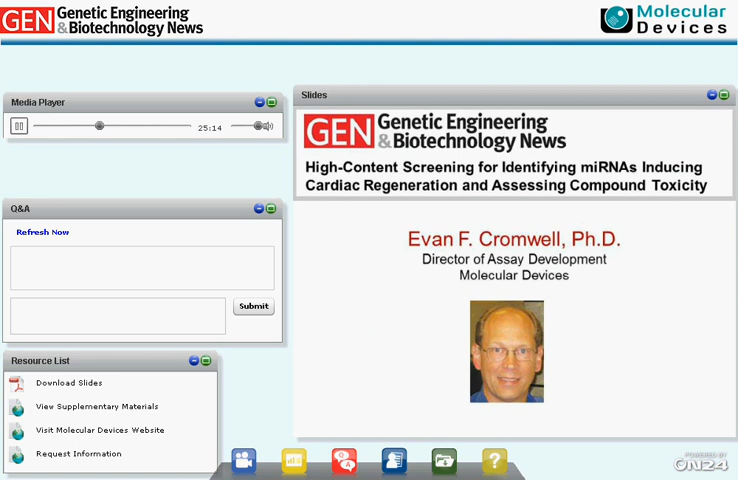 GEN Genetic Engineering
& Biotechnology News
Molecular
Devices
Media Player
25:14
Q&A
Refresh Now
Submit
Resource List
Download Slides
View Supplementary Materials
Visit Molecular Devices Website
Request Information
Slides
GEN Genetic Engineering
& Biotechnology News
High-Content Screening for Identifying miRNAs Inducing
Cardiac Regeneration and Assessing Compound Toxicity
Evan F. Cromwell, Ph.D.
Director of Assay Development
Molecular Devices
Q
A
?
POWERED BY
ON24